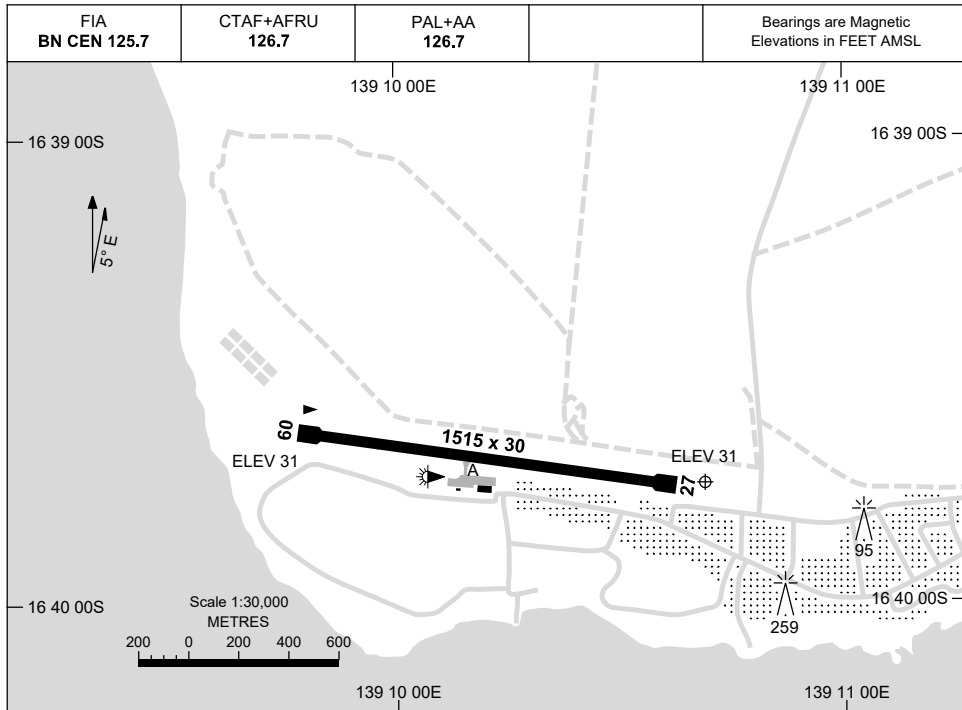 FIA
BN CEN 125.7
CTAF+AFRU
126.7
PAL+AA
126.7
Bearings are Magnetic
Elevations in FEET AMSL
139 10 00E
139 11 00E
16 39 00S
16 39 00S
5° E
09
1515 x 30
ELEV 31
ELEV 31
A
27
95
16 40 00S
16 40 00S
Scale 1:30,000
METRES
200 0 200 400 600
259
139 10 00E
139 11 00E